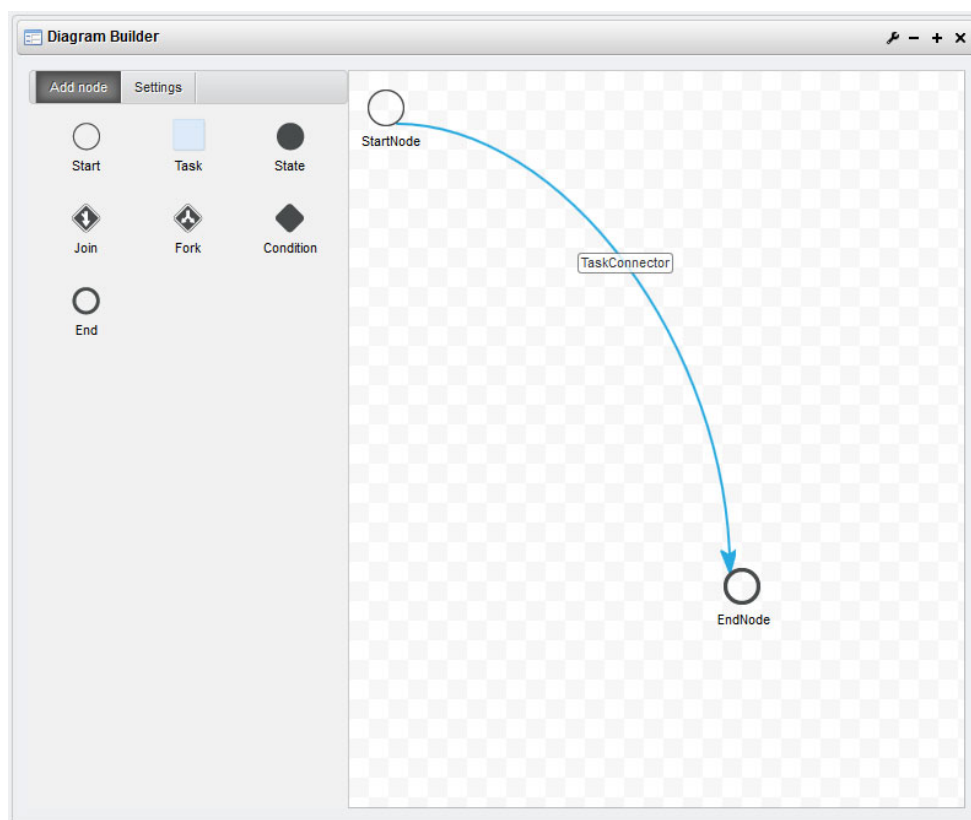 Diagram Builder
Add node Settings
Start Task State
Join Fork Condition
End
StartNode
TaskConnector
EndNode